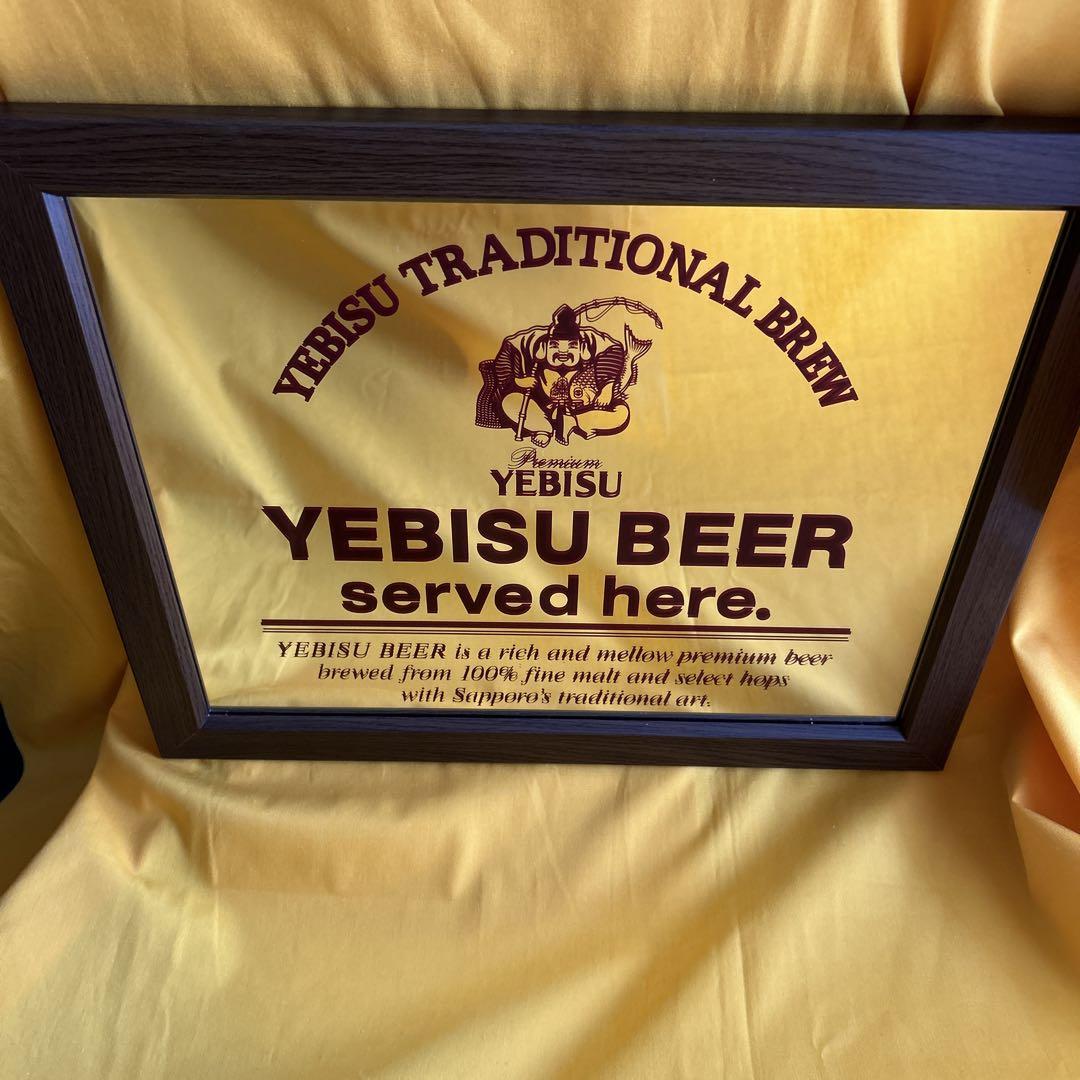 YEBISU TRADITIONAL BREW
Premium
YEBISU
YEBISU BEER
served here.
YEBISU BEER is a rich and mellow premium beer
brewed from 100% fine malt and select hops
with Sapporo's traditional art.